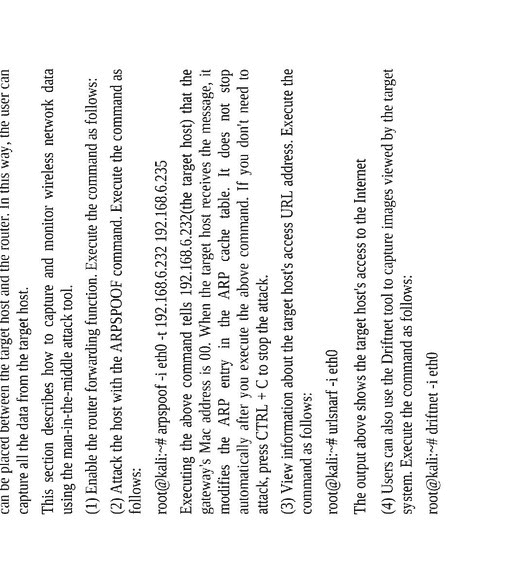 can be placed between the target host and the router. In this way, the user can
capture all the data from the target host.
This section describes how to capture and monitor wireless network data
using the man-in-the-middle attack tool.
(1) Enable the router forwarding function. Execute the command as follows:
(2) Attack the host with the ARPSPOOF command. Execute the command as
follows:
root@kali:~# arpspoof -i eth0 -t 192.168.6.232 192.168.6.235
Executing the above command tells 192.168.6.232(the target host) that the
gateway's Mac address is 00. When the target host receives the message, it
modifies the ARP entry in the ARP cache table. It does not stop
automatically after you execute the above command. If you don't need to
attack, press CTRL + C to stop the attack.
(3) View information about the target host's access URL address. Execute the
command as follows:
root@kali:~# urlsnarf -i eth0
The output above shows the target host's access to the Internet
(4) Users can also use the Driftnet tool to capture images viewed by the target
system. Execute the command as follows:
root@kali:~# driftnet -i eth0